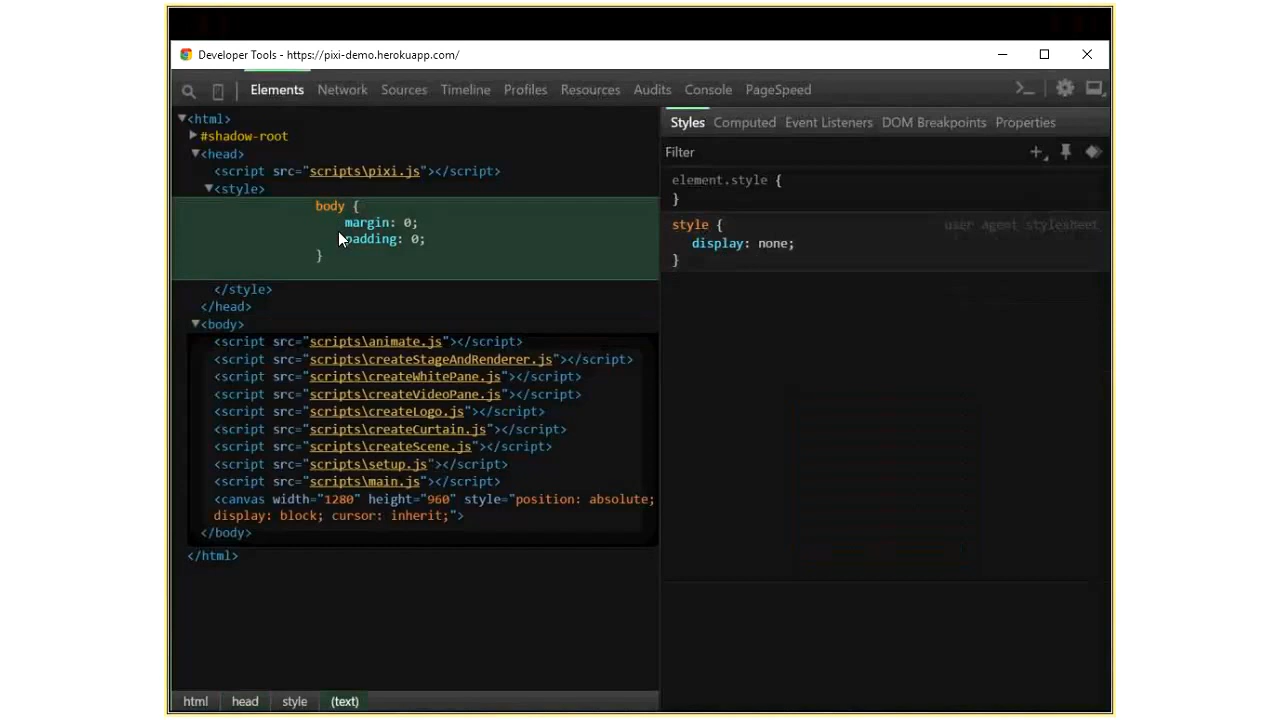 Developer Tools - https://pixi-demo.herokuapp.com/
Elements Network Sources Timeline Profiles Resources Audits Console PageSpeed
<html>
#shadow-root
<head>
<script src="scripts\pixi.js"></script>
<style>
body {
margin: 0;
padding: 0;
}
</style>
</head>
<body>
<script src="scripts\animate.js"></script>
<script src="scripts\createStageAndRenderer.js"></script>
<script src="scripts\createWhitePane.js"></script>
<script src="scripts\createVideoPane.js"></script>
<script src="scripts\createLogo.js"></script>
<script src="scripts\createCurtain.js"></script>
<script src="scripts\createScene.js"></script>
<script src="scripts\setup.js"></script>
<script src="scripts\main.js"></script>
<canvas width="1280" height="960" style="position: absolute;
display: block; cursor: inherit;">
</body>
</html>
html head style (text)
Styles Computed Event Listeners DOM Breakpoints Properties
Filter
element.style {
}
style { user agent stylesheet
display: none;
}